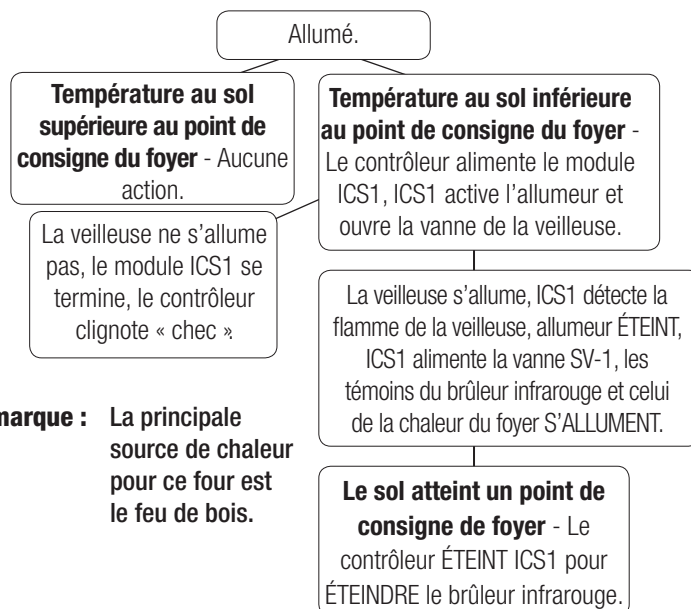 Allumé.
Température au sol
supérieure au point de
consigne du foyer - Aucune
action.
Température au sol inférieure
au point de consigne du foyer -
Le contrôleur alimente le module
ICS1, ICS1 active l’allumeur et
ouvre la vanne de la veilleuse.
La veilleuse ne s’allume
pas, le module ICS1 se
termine, le contrôleur
clignote « chec ».
La veilleuse s’allume, ICS1 détecte la
flamme de la veilleuse, allumeur ÉTEINT,
ICS1 alimente la vanne SV-1, les
témoins du brûleur infrarouge et celui
de la chaleur du foyer S’ALLUMENT.
marque : La principale
source de chaleur
pour ce four est
le feu de bois.
Le sol atteint un point de
consigne de foyer - Le
contrôleur ÉTEINT ICS1 pour
ÉTEINDRE le brûleur infrarouge.